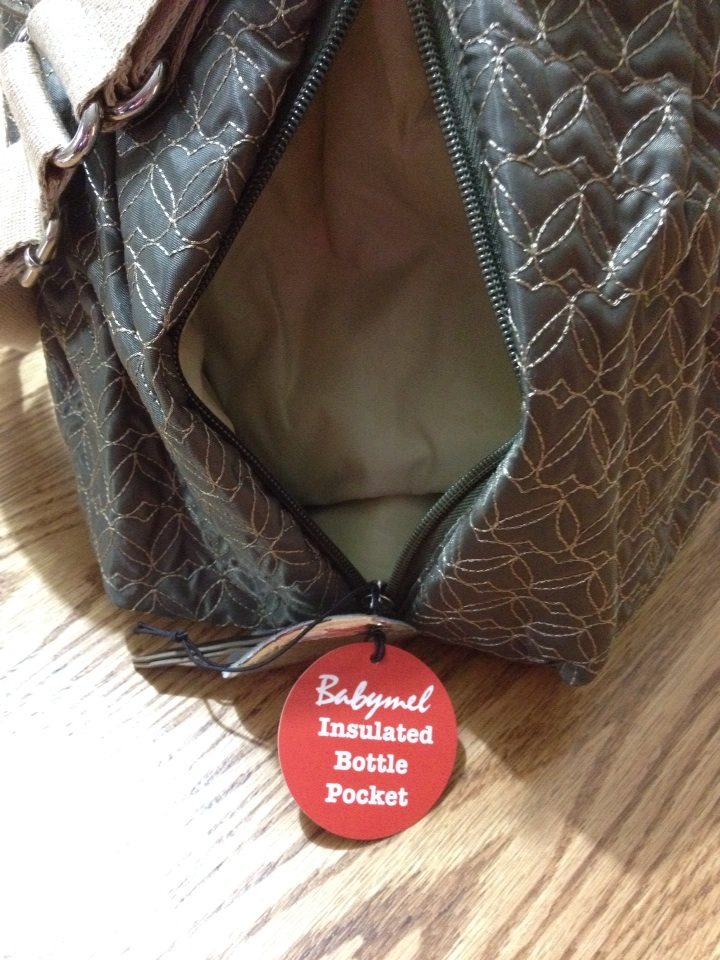 Babymel
Insulated
Bottle
Pocket